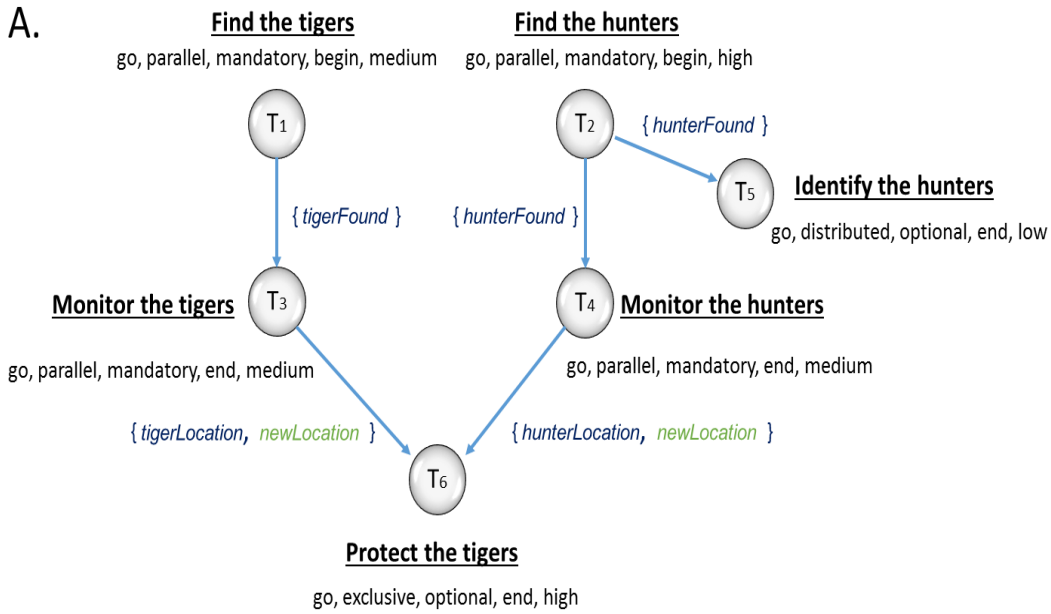 A.
Find the tigers
go, parallel, mandatory, begin, medium
Find the hunters
go, parallel, mandatory, begin, high
T1
T2
{ hunterFound }
T5
Identify the hunters
go, distributed, optional, end, low
{ tigerFound }
{ hunterFound }
Monitor the tigers
T3
T4
Monitor the hunters
go, parallel, mandatory, end, medium
go, parallel, mandatory, end, medium
{ tigerLocation, newLocation }
{ hunterLocation, newLocation }
T6
Protect the tigers
go, exclusive, optional, end, high